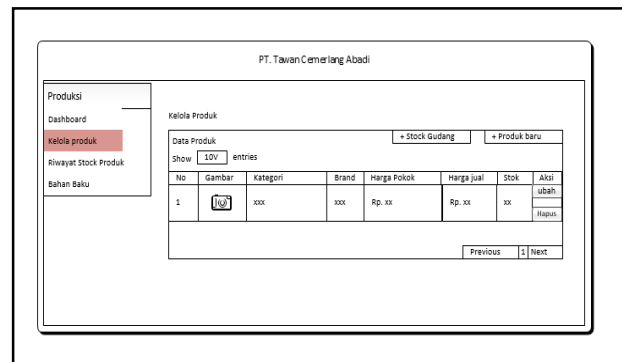 PT. Tawan Cemerlang Abadi
Produksi
Dashboard
Kelola produk
Riwayat Stock Produk
Bahan Baku
Kelola Produk
Data Produk + Stock Gudang + Produk baru
Show 10V entries
No Gambar Kategori Brand Harga Pokok Harga jual Stok Aksi
1 xxx xxx Rp. xx Rp. xx xx ubah
Hapus
Previous 1 Next